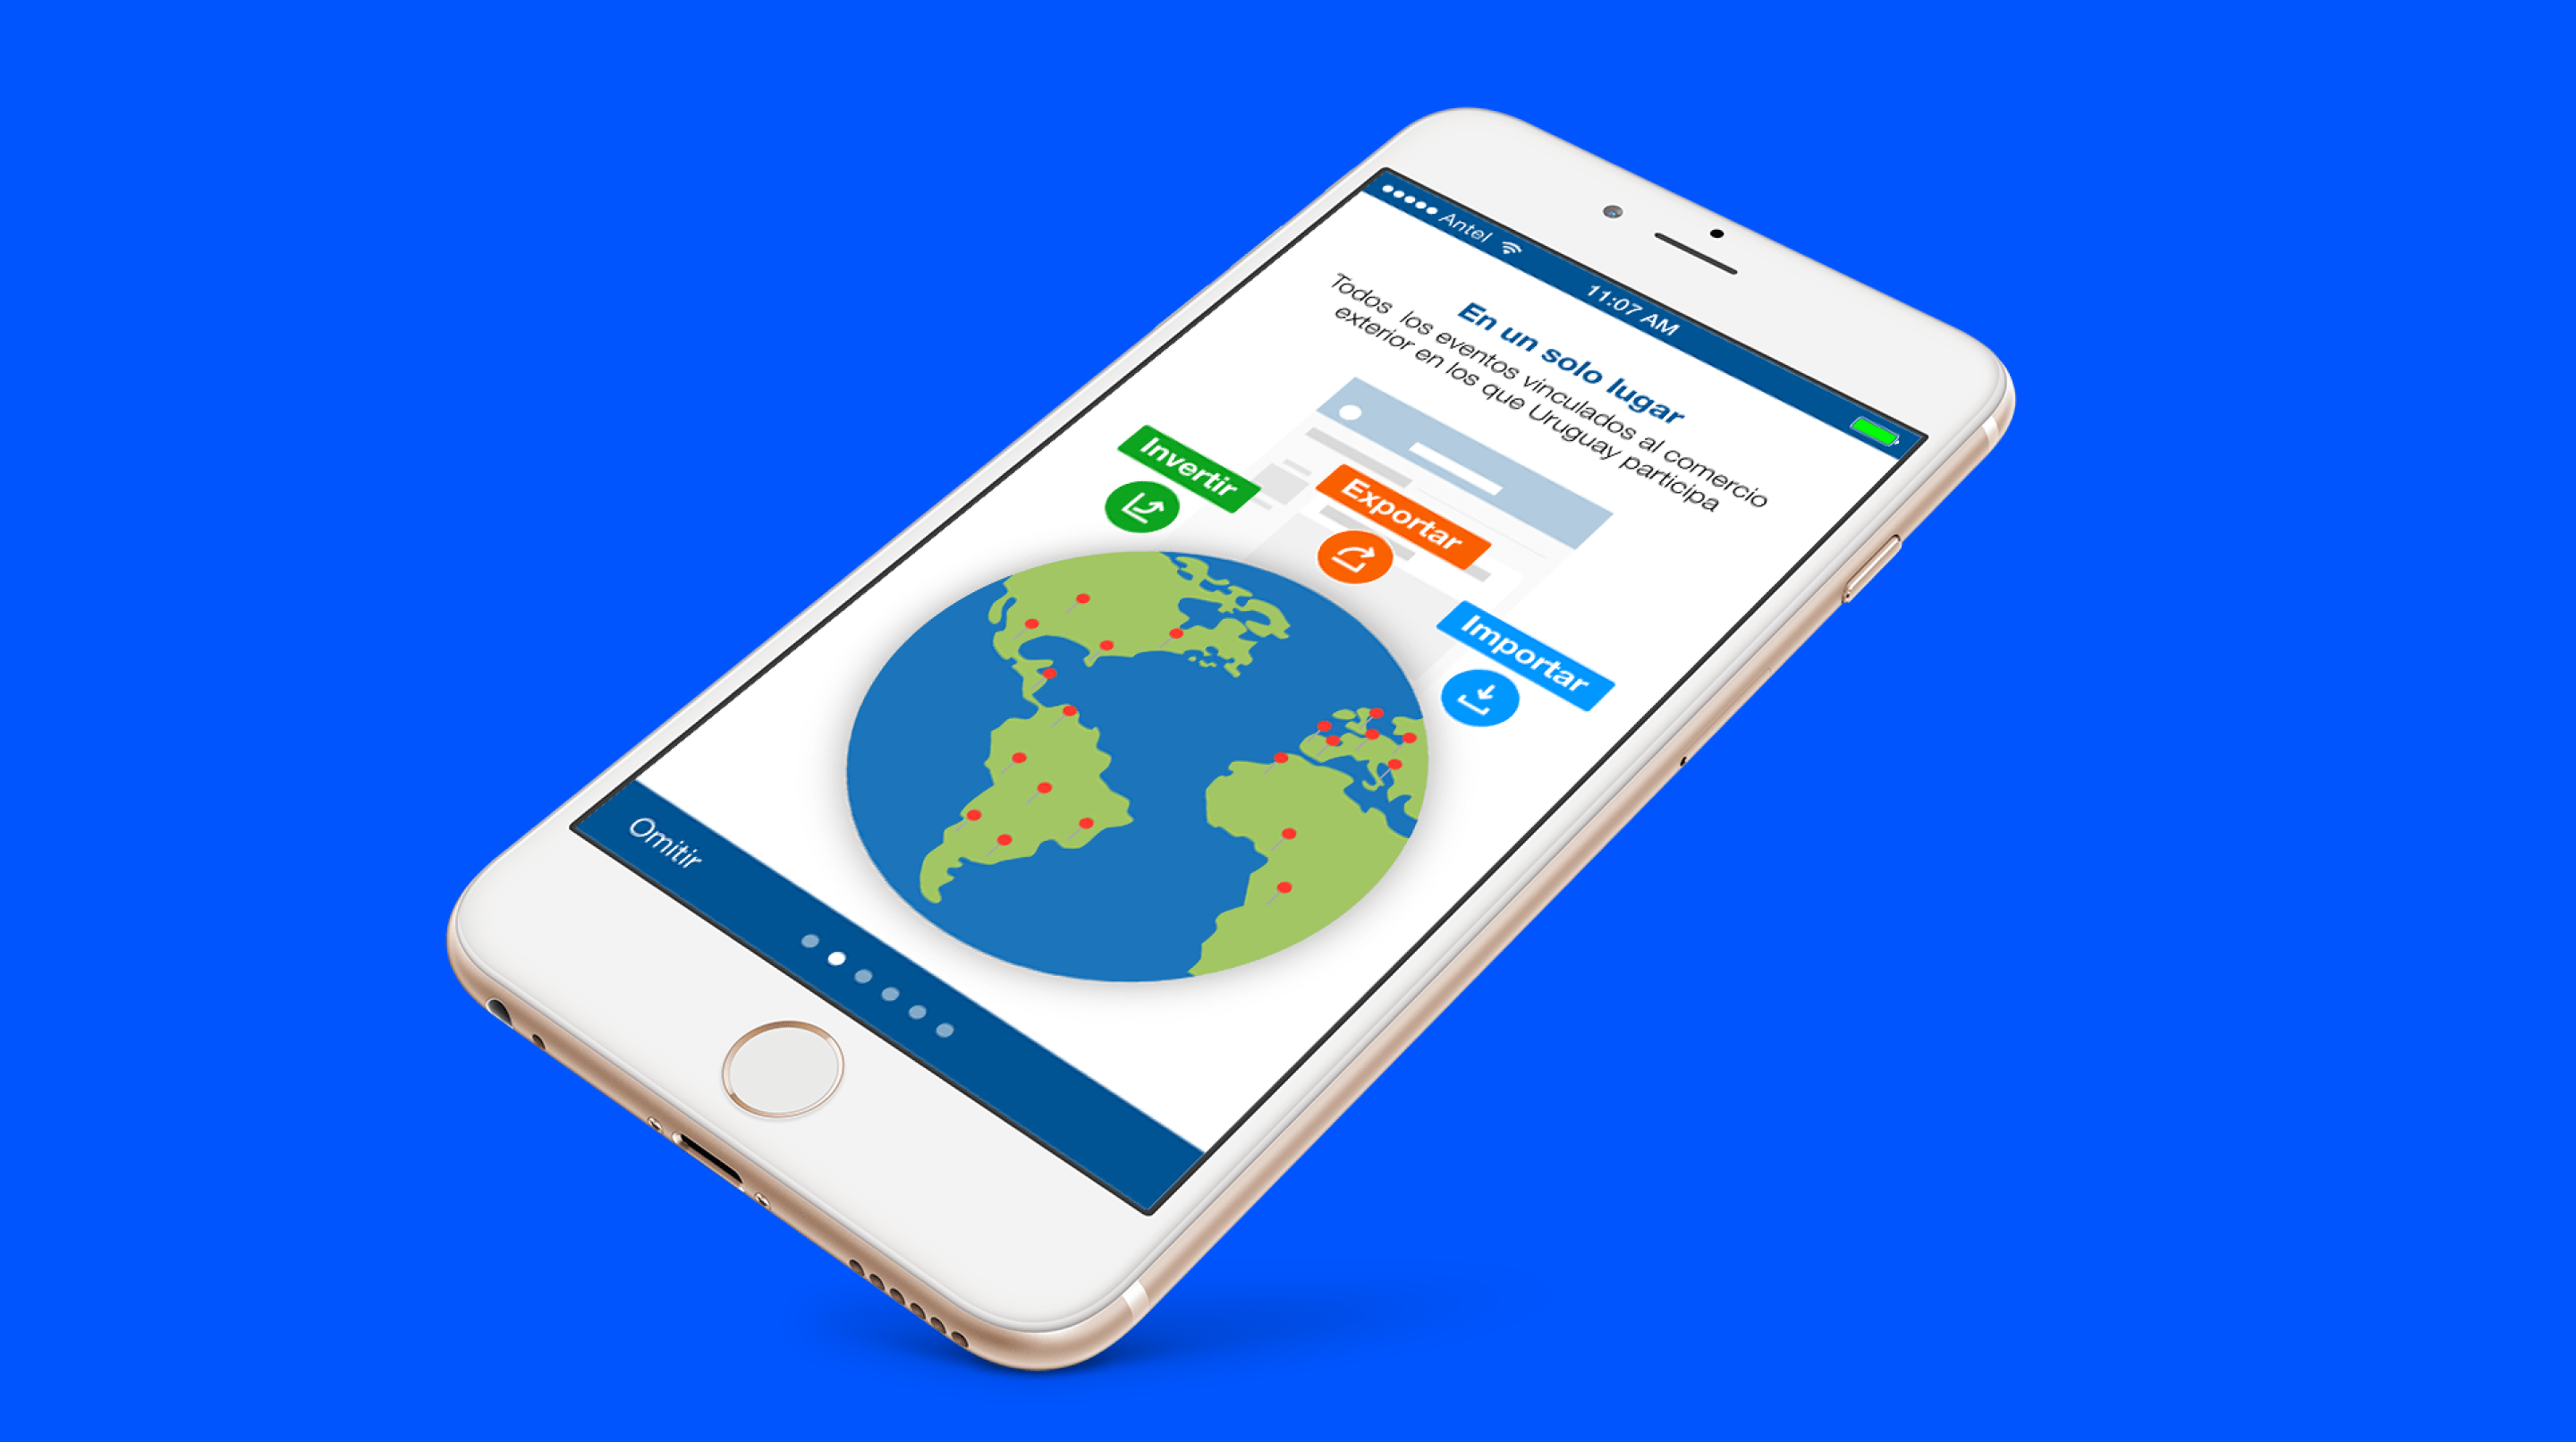 Antel
11:07 AM
En un solo lugar
Todos los eventos vinculados al comercio
exterior en los que Uruguay participa
Invertir
Exportar
Importar
Omitir